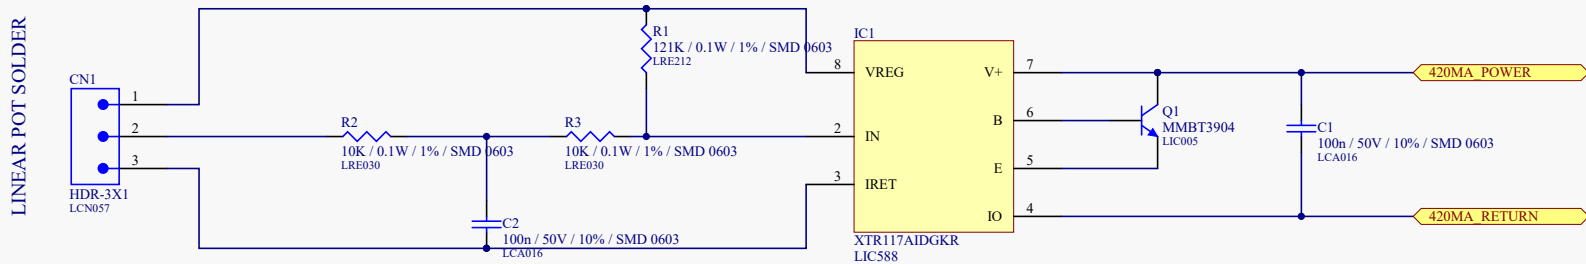 LINEAR POT SOLDER
CN1
1
2
3
HDR-3X1
LCN057
R2
10K / 0.1W / 1% / SMD 0603
LRE030
C2
100n / 50V / 10% / SMD 0603
LCA016
R3
10K / 0.1W / 1% / SMD 0603
LRE030
R1
121K / 0.1W / 1% / SMD 0603
LRE212
IC1
8 VREG
2 IN
3 IRET
V+ 7
B 6
E 5
IO 4
XTR117AIDGKR
LIC588
Q1
MMBT3904
LIC005
C1
100n / 50V / 10% / SMD 0603
LCA016
420MA_POWER
420MA_RETURN